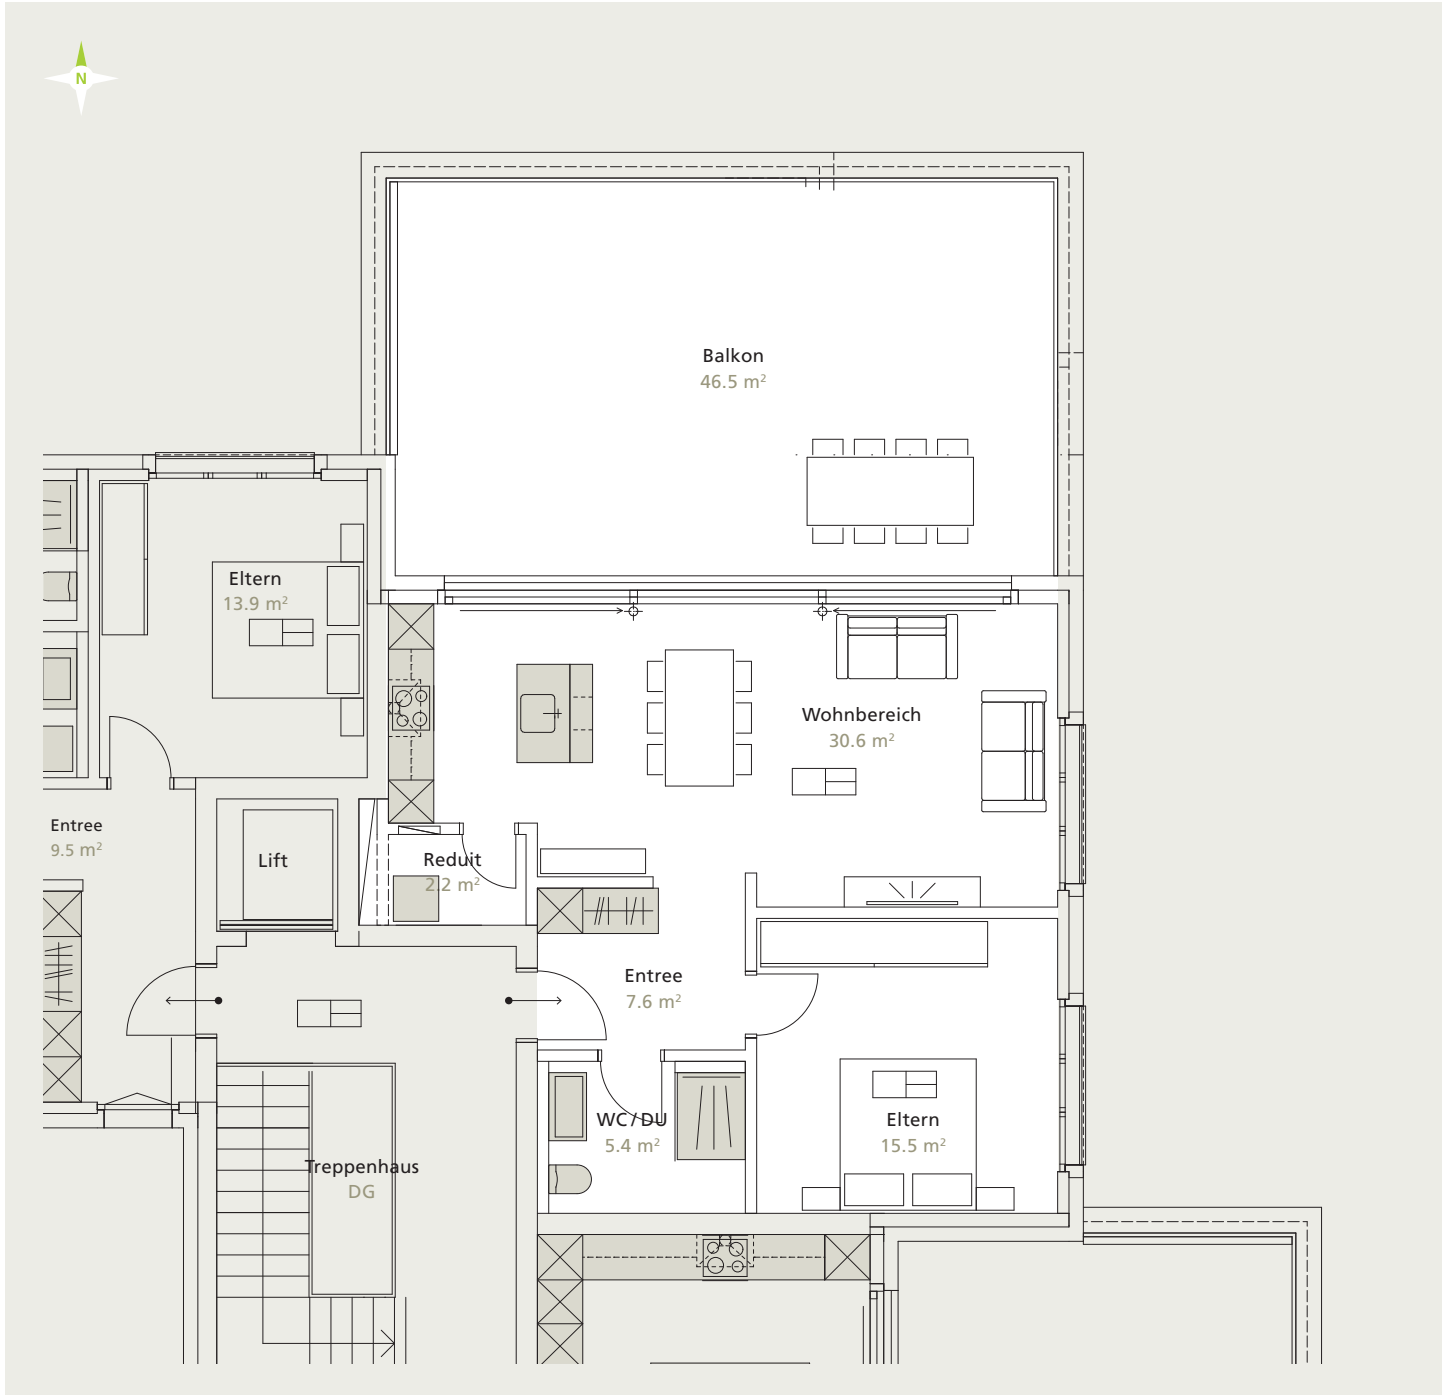 N
Balkon
46.5 m²
Eltern
13.9 m²
Wohnbereich
30.6 m²
Entree
9.5 m²
Lift
Reduit
2.2 m²
Entree
7.6 m²
WC/DU
5.4 m²
Eltern
15.5 m²
Treppenhaus
DG